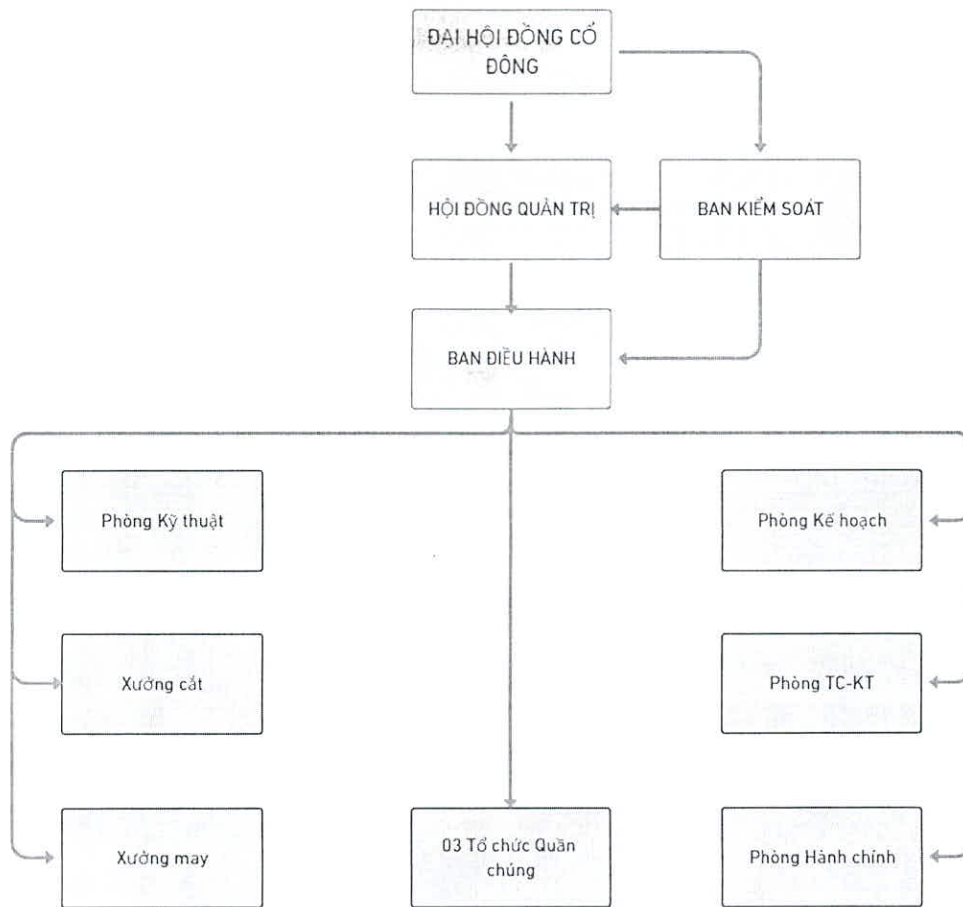 ĐẠI HỘI ĐỒNG CỔ
ĐÔNG
HỘI ĐỒNG QUẢN TRỊ
BAN KIỂM SOÁT
BAN ĐIỀU HÀNH
Phòng Kỹ thuật
Phòng Kế hoạch
Xưởng cắt
Phòng TC-KT
Xưởng may
03 Tổ chức Quần
chúng
Phòng Hành chính